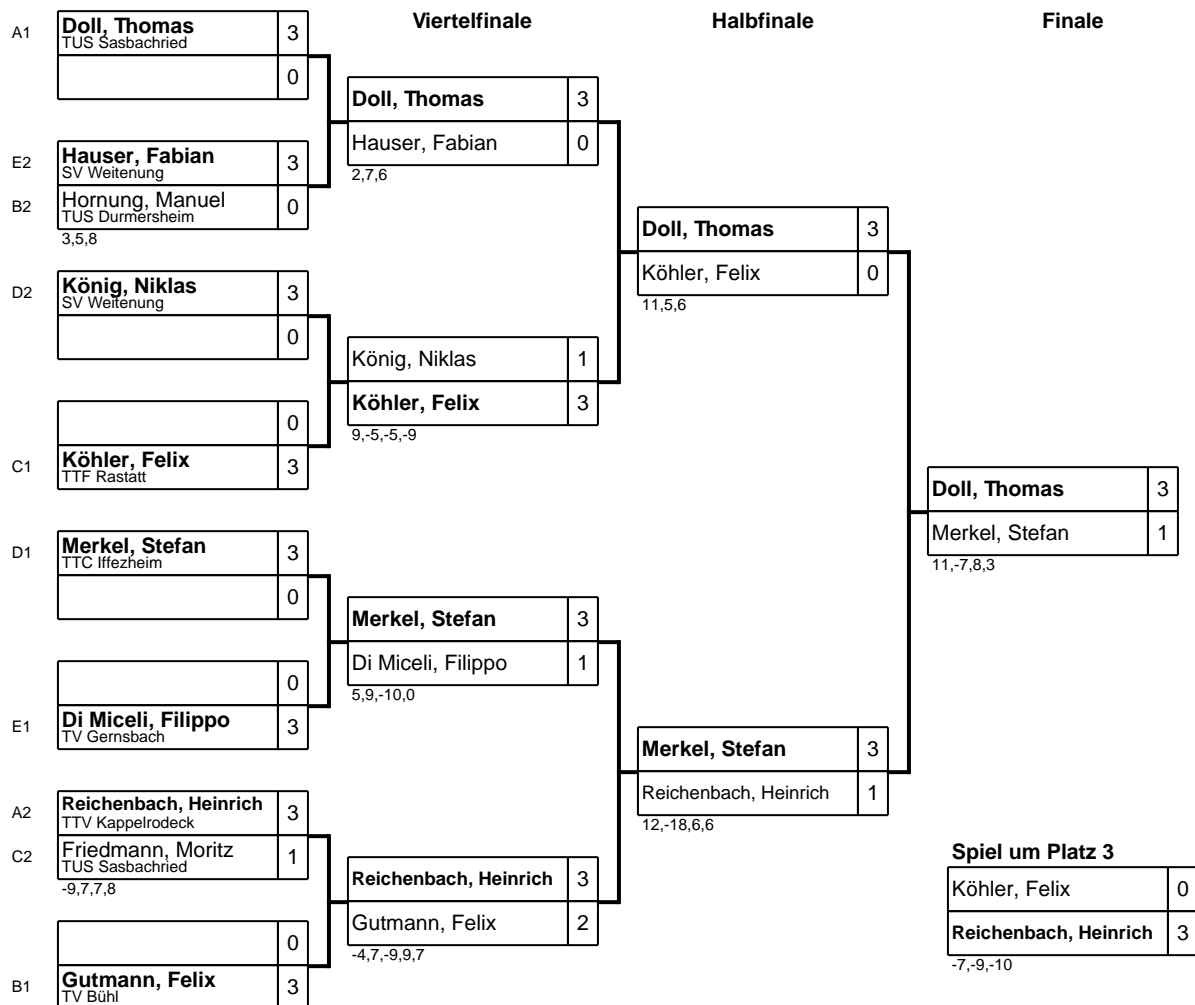 Viertelfinale
Halbfinale
Finale
A1
Doll, Thomas
3
TUS Sasbachried
0
E2
Hauser, Fabian
3
SV Weitenung
B2
Hornung, Manuel
0
TUS Durmersheim
3,5,8
D2
König, Niklas
3
SV Weitenung
0
0
C1
Köhler, Felix
3
TTF Rastatt
D1
Merkel, Stefan
3
TTC Iffezheim
0
0
E1
Di Miceli, Filippo
3
TV Gernsbach
A2
Reichenbach, Heinrich
3
TTV Kappelrodeck
C2
Friedmann, Moritz
1
TUS Sasbachried
-9,7,7,8
0
B1
Gutmann, Felix
3
TV Bühl
Doll, Thomas
3
Hauser, Fabian
0
2,7,6
König, Niklas
1
Köhler, Felix
3
9,-5,-5,-9
Merkel, Stefan
3
Di Miceli, Filippo
1
5,9,-10,0
Reichenbach, Heinrich
3
Gutmann, Felix
2
-4,7,-9,9,7
Doll, Thomas
3
Köhler, Felix
0
11,5,6
Merkel, Stefan
3
Reichenbach, Heinrich
1
12,-18,6,6
Doll, Thomas
3
Merkel, Stefan
1
11,-7,8,3
Spiel um Platz 3
Köhler, Felix
0
Reichenbach, Heinrich
3
-7,-9,-10